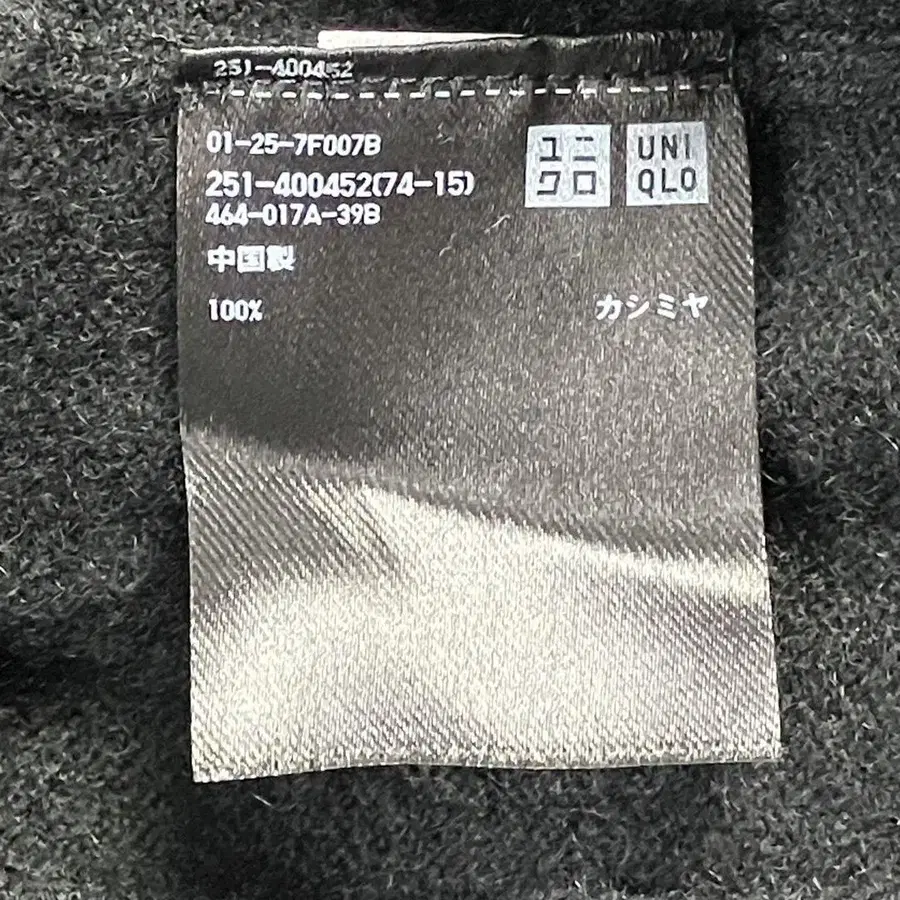 251-400452
01-25-7F007B
251-400452(74-15)
464-017A-39B
中国製
100% カシミヤ
ユニ
クロ
UNI
QLO